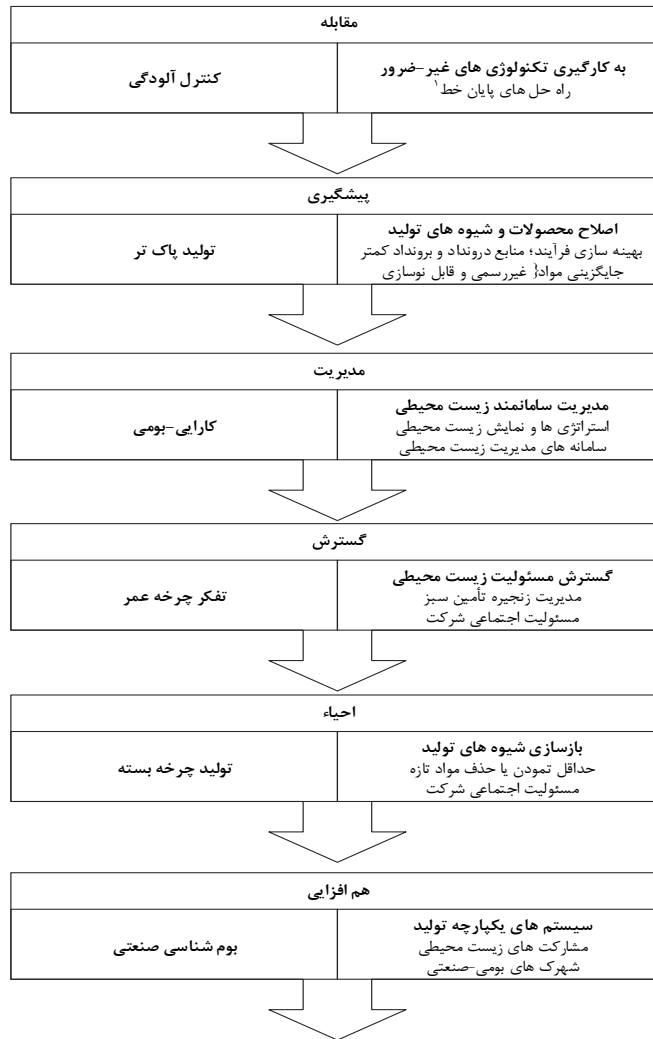 مقابله
به کارگیری تکنولوژی های غیر-ضرور
راه حل های پایان خط۱
کنترل آلودگی
پیشگیری
اصلاح محصولات و شیوه های تولید
بهینه سازی فرآیند؛ منابع درونداد و برونداد کمتر
جایگزینی مواد{ غیررسمی و قابل نوسازی
تولید پاک تر
مدیریت
مدیریت سامانمند زیست محیطی
استراتژی ها و نمایش زیست محیطی
سامانه های مدیریت زیست محیطی
کارایی-بومی
گسترش
گسترش مسئولیت زیست محیطی
مدیریت زنجیره تأمین سبز
مسئولیت اجتماعی شرکت
تفکر چرخه عمر
احیاء
بازسازی شیوه های تولید
حداقل تمودن یا حذف مواد تازه
مسئولیت اجتماعی شرکت
تولید چرخه بسته
هم افزایی
سیستم های یکپارچه تولید
مشارکت های زیست محیطی
شهرک های بومی-صنعتی
بوم شناسی صنعتی